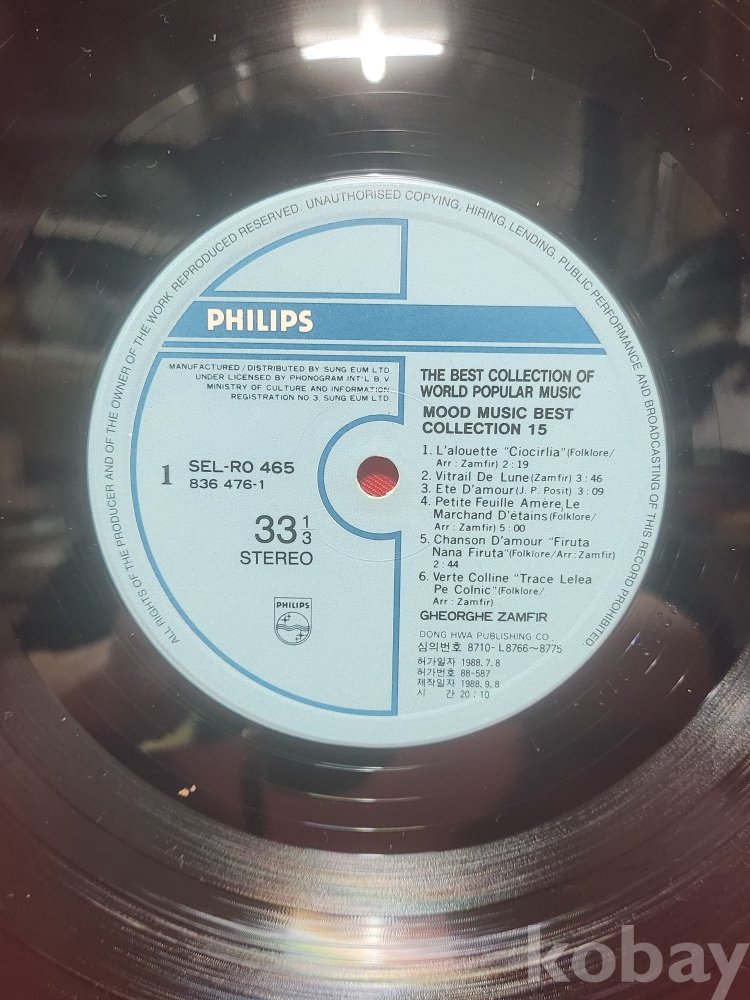 ALL RIGHTS OF THE PRODUCER AND OF THE OWNER OF THE WORK REPRODUCED RESERVED. UNAUTHORISED COPYING, HIRING, LENDING, PUBLIC PERFORMANCE AND BROADCASTING OF THIS RECORD PROHIBITED.
PHILIPS
MANUFACTURED / DISTRIBUTED BY SUNG EUM LTD
UNDER LICENSED BY PHONOGRAM INT'L B.V.
MINISTRY OF CULTURE AND INFORMATION
REGISTRATION NO 3. SUNG EUM LTD
1
SEL-RO 465
836 476-1
33 1/3
STEREO
PHILIPS
THE BEST COLLECTION OF
WORLD POPULAR MUSIC
MOOD MUSIC BEST
COLLECTION 15
1. L'alouette "Ciocirlia"(Folklore/
Arr : Zamfir) 2 : 19
2. Vitrail De Lune(Zamfir) 3 : 46
3. Ete D'amour(J. P. Posit) 3 : 09
4. Petite Feuille Amere, Le
Marchand D'étains(Folklore/
Arr : Zamfir) 5 : 00
5. Chanson D'amour "Firuta
Nana Firuta"(Folklore/Arr: Zamfir)
2 : 44
6. Verte Colline "Trace Lelea
Pe Colnic"(Folklore/
Arr : Zamfir)
GHEORGHE ZAMFIR
DONG HWA PUBLISHING CO.
심의번호 8710-L8766~8775
허가일자 1988.7.8
허가번호 88-587
제작일자 1988.9.8
시 간 20:10
kobay